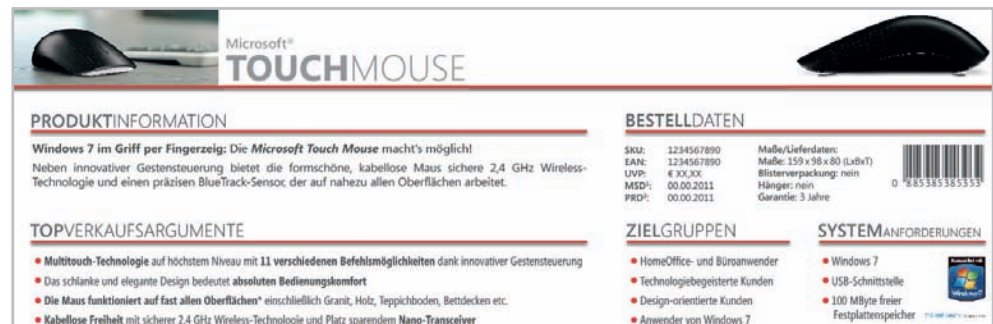 Microsoft®
TOUCHMOUSE
PRODUKTINFORMATION
Windows 7 im Griff per Fingerzeig: Die Microsoft Touch Mouse macht's möglich!
Neben innovativer Gestensteuerung bietet die formschöne, kabellose Maus sichere 2,4 GHz Wireless-
Technologie und einen präzisen BlueTrack-Sensor, der auf nahezu allen Oberflächen arbeitet.
BESTELLDATEN
SKU: 1234567890
EAN: 1234567890
UVP: € XX,XX
MSD¹: 00.00.2011
PRD²: 00.00.2011
Maße/Lieferdaten:
Maße: 159 x 98 x 80 (LxBxT)
Blisterverpackung: nein
Hänger: nein
Garantie: 3 Jahre
0 885385385353
TOPVERKAUFSARGUMENTE
• Multitouch-Technologie auf höchstem Niveau mit 11 verschiedenen Befehlsmöglichkeiten dank innovativer Gestensteuerung
• Das schlanke und elegante Design bedeutet absoluten Bedienungskomfort
• Die Maus funktioniert auf fast allen Oberflächen* einschließlich Granit, Holz, Teppichboden, Bettdecken etc.
• Kabellose Freiheit mit sicherer 2.4 GHz Wireless-Technologie und Platz sparendem Nano-Transceiver
ZIELGRUPPEN
• HomeOffice- und Büroanwender
• Technologiebegeisterte Kunden
• Design-orientierte Kunden
• Anwender von Windows 7
SYSTEMANFORDERUNGEN
• Windows 7
• USB-Schnittstelle
• 100 MByte freier
Festplattenspeicher